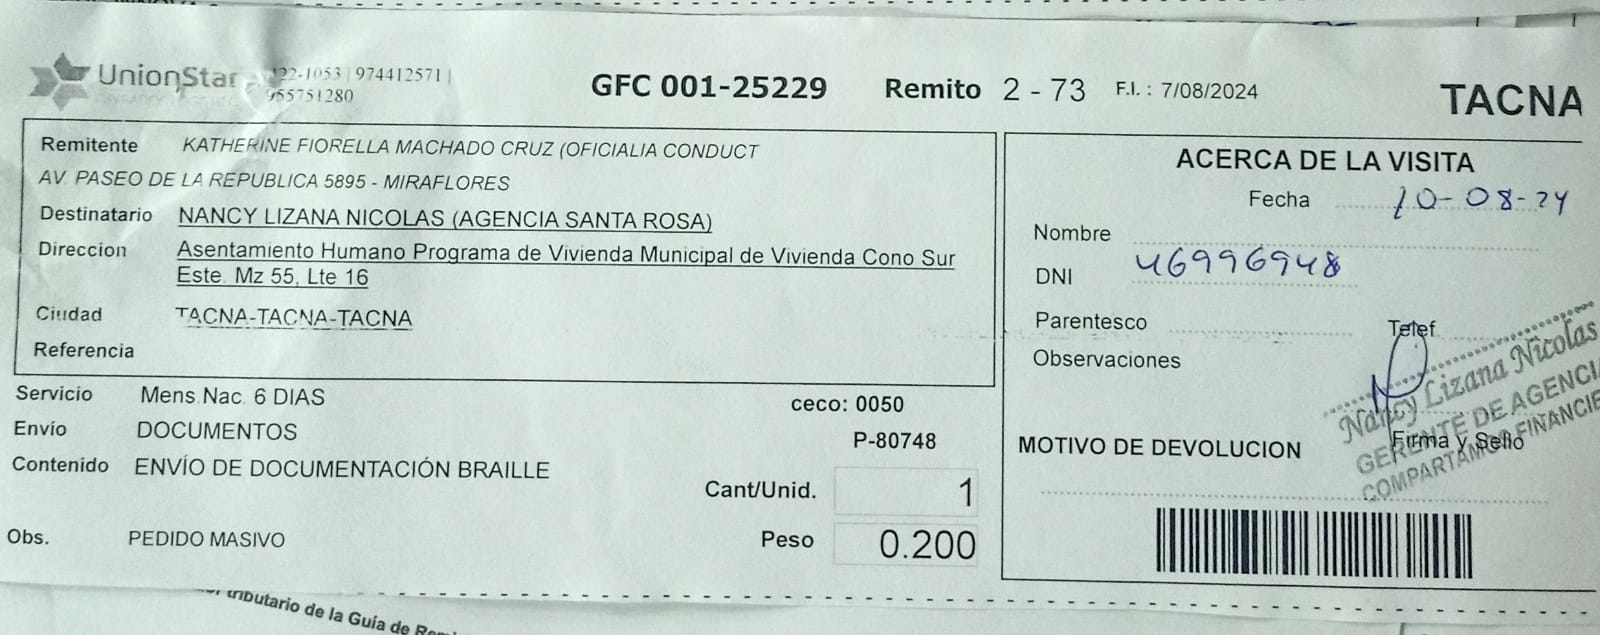 UnionStar 22-1053 | 974412571 |
955751280
GFC 001-25229 Remito 2 - 73 F.I. : 7/08/2024 TACNA
Remitente KATHERINE FIORELLA MACHADO CRUZ (OFICIALIA CONDUCT
AV. PASEO DE LA REPUBLICA 5895 - MIRAFLORES
Destinatario NANCY LIZANA NICOLAS (AGENCIA SANTA ROSA)
Direccion Asentamiento Humano Programa de Vivienda Municipal de Vivienda Cono Sur
Este. Mz 55, Lte 16
Ciudad TACNA-TACNA-TACNA
Referencia
Servicio Mens.Nac. 6 DIAS
ceco: 0050
Envío DOCUMENTOS
P-80748
Contenido ENVÍO DE DOCUMENTACIÓN BRAILLE
Cant/Unid. 1
Obs. PEDIDO MASIVO
Peso 0.200
ACERCA DE LA VISITA
Fecha 10-08-24
Nombre
DNI 46996948
Parentesco Telef
Observaciones
Nancy Lizana Nicolas
GERENTE DE AGENCI
COMPARTAMOS FINANCIE
Firma y Sello
MOTIVO DE DEVOLUCION
tributario de la Guía de